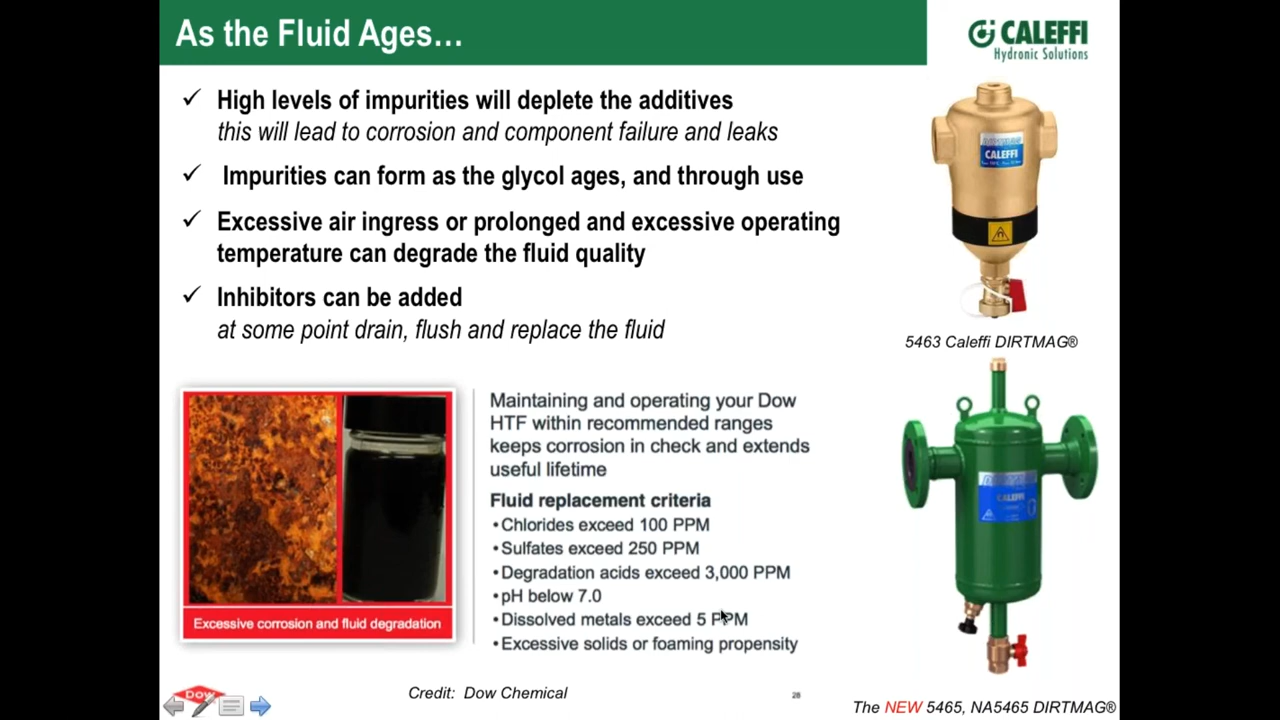 As the Fluid Ages…
CALEFFI
Hydronic Solutions
✓ High levels of impurities will deplete the additives
this will lead to corrosion and component failure and leaks
✓ Impurities can form as the glycol ages, and through use
✓ Excessive air ingress or prolonged and excessive operating
temperature can degrade the fluid quality
✓ Inhibitors can be added
at some point drain, flush and replace the fluid
CALEFFI
5463 Caleffi DIRTMAG®
Excessive corrosion and fluid degradation
Maintaining and operating your Dow
HTF within recommended ranges
keeps corrosion in check and extends
useful lifetime
Fluid replacement criteria
•Chlorides exceed 100 PPM
•Sulfates exceed 250 PPM
•Degradation acids exceed 3,000 PPM
•pH below 7.0
•Dissolved metals exceed 5 PPM
•Excessive solids or foaming propensity
CALEFFI
Dow
Credit: Dow Chemical
28
The NEW 5465, NA5465 DIRTMAG®